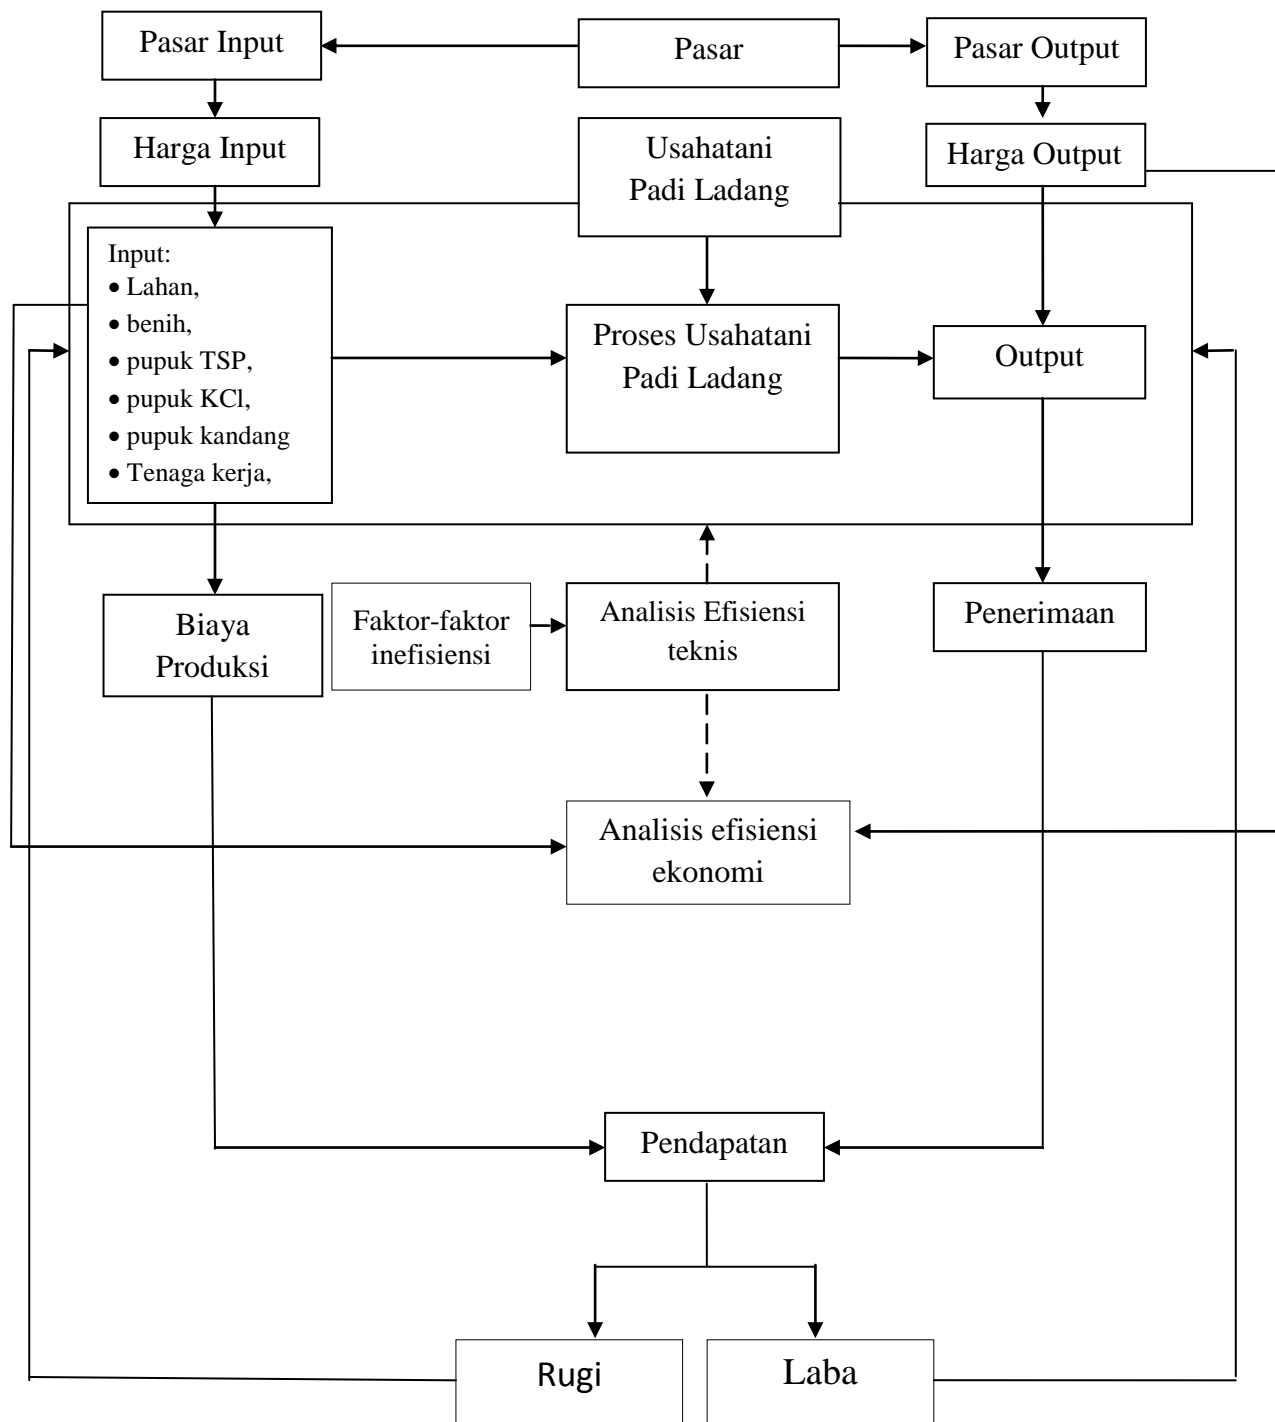 Pasar Input
Pasar
Pasar Output
Harga Input
Usahatani
Padi Ladang
Harga Output
Input:
• Lahan,
• benih,
• pupuk TSP,
• pupuk KCl,
• pupuk kandang
• Tenaga kerja,
Proses Usahatani
Padi Ladang
Output
Biaya
Produksi
Faktor-faktor
inefisiensi
Analisis Efisiensi
teknis
Penerimaan
Analisis efisiensi
ekonomi
Pendapatan
Rugi
Laba